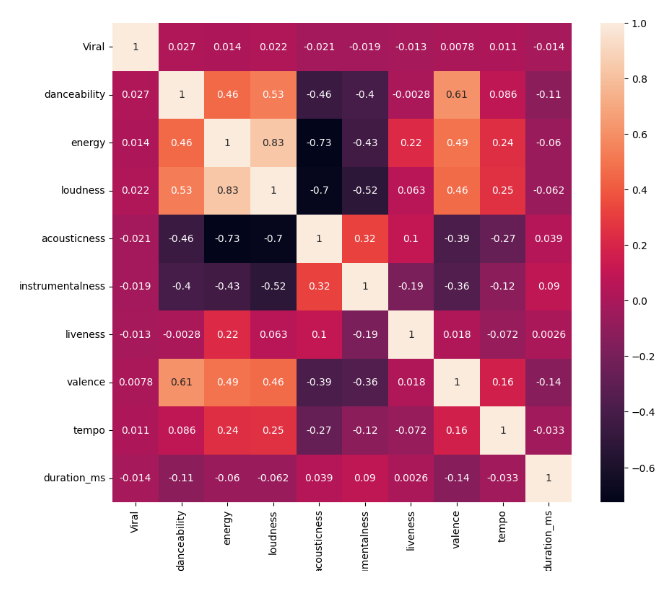 Viral 1 0.027 0.014 0.022 -0.021 -0.019 -0.013 0.0078 0.011 -0.014
danceability 0.027 1 0.46 0.53 -0.46 -0.4 -0.0028 0.61 0.086 -0.11
energy 0.014 0.46 1 0.83 -0.73 -0.43 0.22 0.49 0.24 -0.06
loudness 0.022 0.53 0.83 1 -0.7 -0.52 0.063 0.46 0.25 -0.062
acousticness -0.021 -0.46 -0.73 -0.7 1 0.32 0.1 -0.39 -0.27 0.039
instrumentalness -0.019 -0.4 -0.43 -0.52 0.32 1 -0.19 -0.36 -0.12 0.09
liveness -0.013 -0.0028 0.22 0.063 0.1 -0.19 1 0.018 -0.072 0.0026
valence 0.0078 0.61 0.49 0.46 -0.39 -0.36 0.018 1 0.16 -0.14
tempo 0.011 0.086 0.24 0.25 -0.27 -0.12 -0.072 0.16 1 -0.033
duration_ms -0.014 -0.11 -0.06 -0.062 0.039 0.09 0.0026 -0.14 -0.033 1
Viral
danceability
energy
loudness
acousticness
umentalness
liveness
valence
tempo
duration_ms
1.0
0.8
0.6
0.4
0.2
0.0
−0.2
−0.4
−0.6